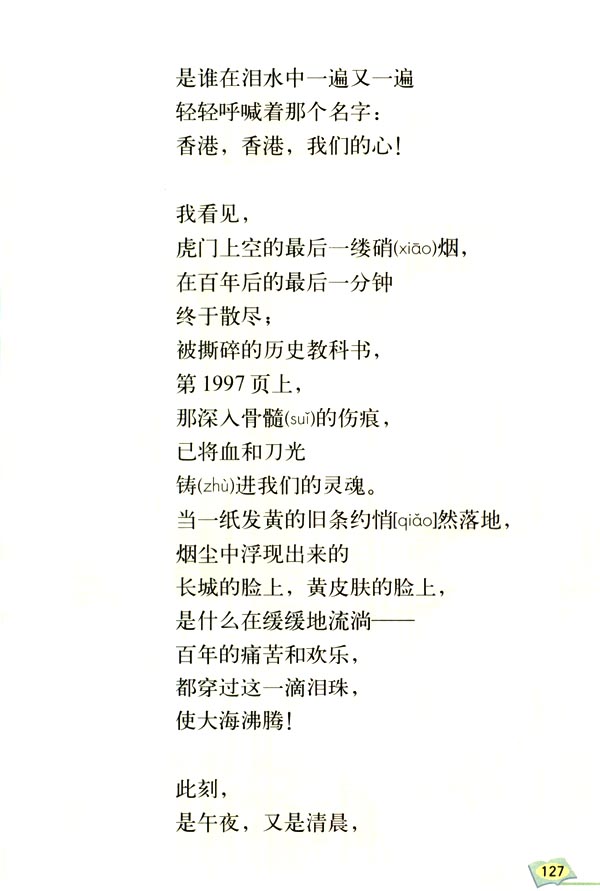 是谁在泪水中一遍又一遍
轻轻呼喊着那个名字：
香港，香港，我们的心！
我看见，
虎门上空的最后一缕硝(xiāo)烟，
在百年后的最后一分钟
终于散尽；
被撕碎的历史教科书，
第1997页上，
那深入骨髓(suǐ)的伤痕，
已将血和刀光
铸(zhù)进我们的灵魂。
当一纸发黄的旧条约悄[qiǎo]然落地，
烟尘中浮现出来的
长城的脸上，黄皮肤的脸上，
是什么在缓缓地流淌——
百年的痛苦和欢乐，
都穿过这一滴泪珠，
使大海沸腾！
此刻，
是午夜，又是清晨，
127